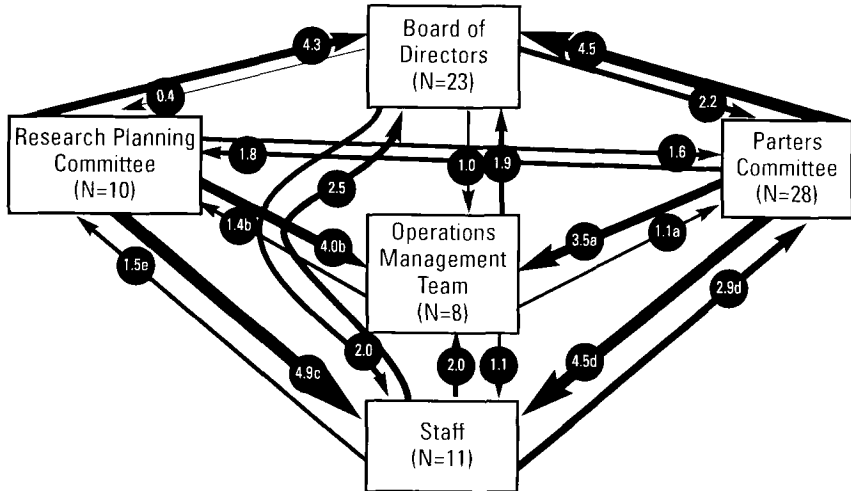 4.3
Board of
Directors
(N=23)
4.5
0.4
2.2
Research Planning
Committee
(N=10)
1.8
1.6
Parters
Committee
(N=28)
2.5
1.0
1.9
1.4b
4.0b
Operations
Management
Team
(N=8)
3.5a
1.1a
1.5e
2.9d
4.9c
2.0
2.0
1.1
4.5d
Staff
(N=11)